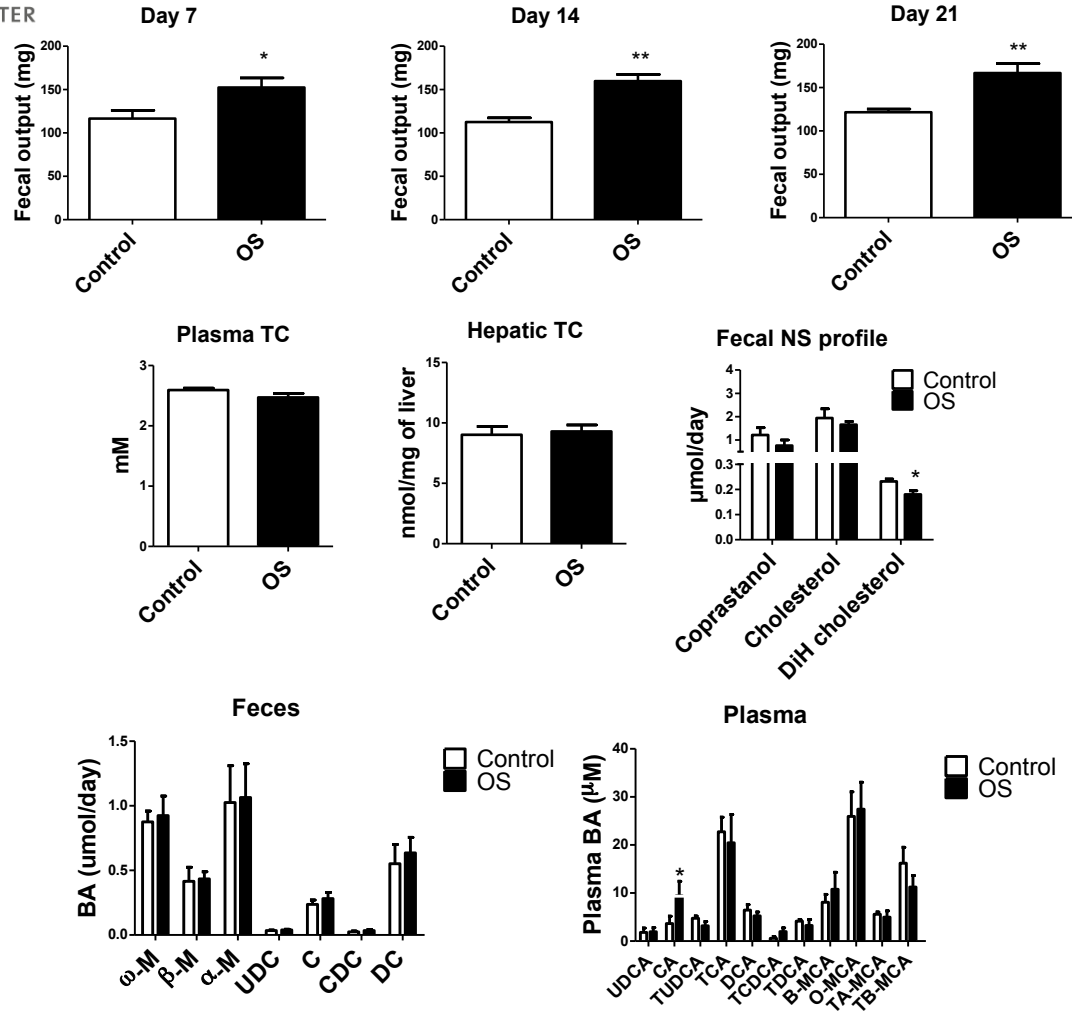 TER
Day 7
Day 14
Day 21
Fecal output (mg)
200
150
100
50
0
*
Control
OS
Fecal output (mg)
200
150
100
50
0
**
Control
OS
Fecal output (mg)
200
150
100
50
0
**
Control
OS
Plasma TC
mM
3
2
1
0
Control
OS
Hepatic TC
nmol/mg of liver
15
10
5
0
Control
OS
Fecal NS profile
µmol/day
4
3
2
1
0.3
0.2
0.1
0.0
*
Control
OS
Coprastanol
Cholesterol
DiH cholesterol
Feces
BA (umol/day)
1.5
1.0
0.5
0.0
Control
OS
ω-M
β-M
α-M
UDC
C
CDC
DC
Plasma
Plasma BA (µM)
40
30
20
10
0
*
Control
OS
UDCA
CA
TUDCA
TCA
DCA
TCDCA
TDCA
B-MCA
O-MCA
TA-MCA
TB-MCA